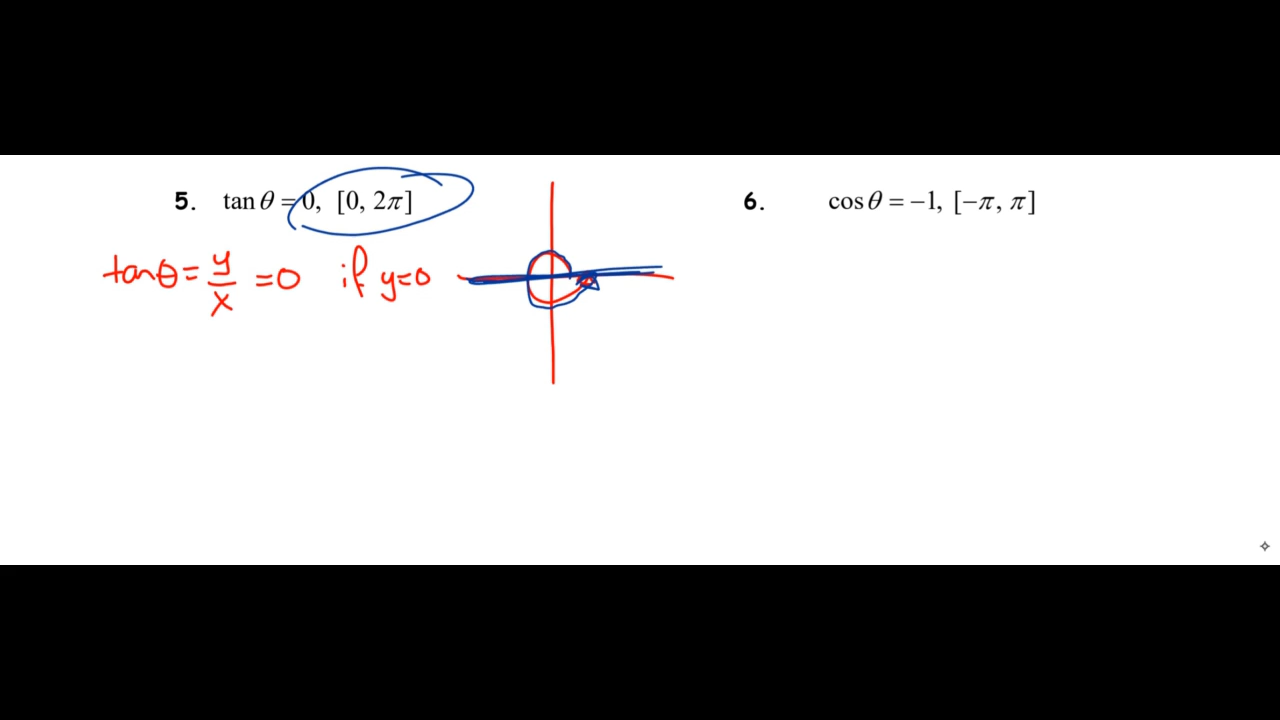 5. tan θ = 0, [0, 2π]
tanθ = y/x = 0 if y=0
6. cos θ = −1, [−π, π]